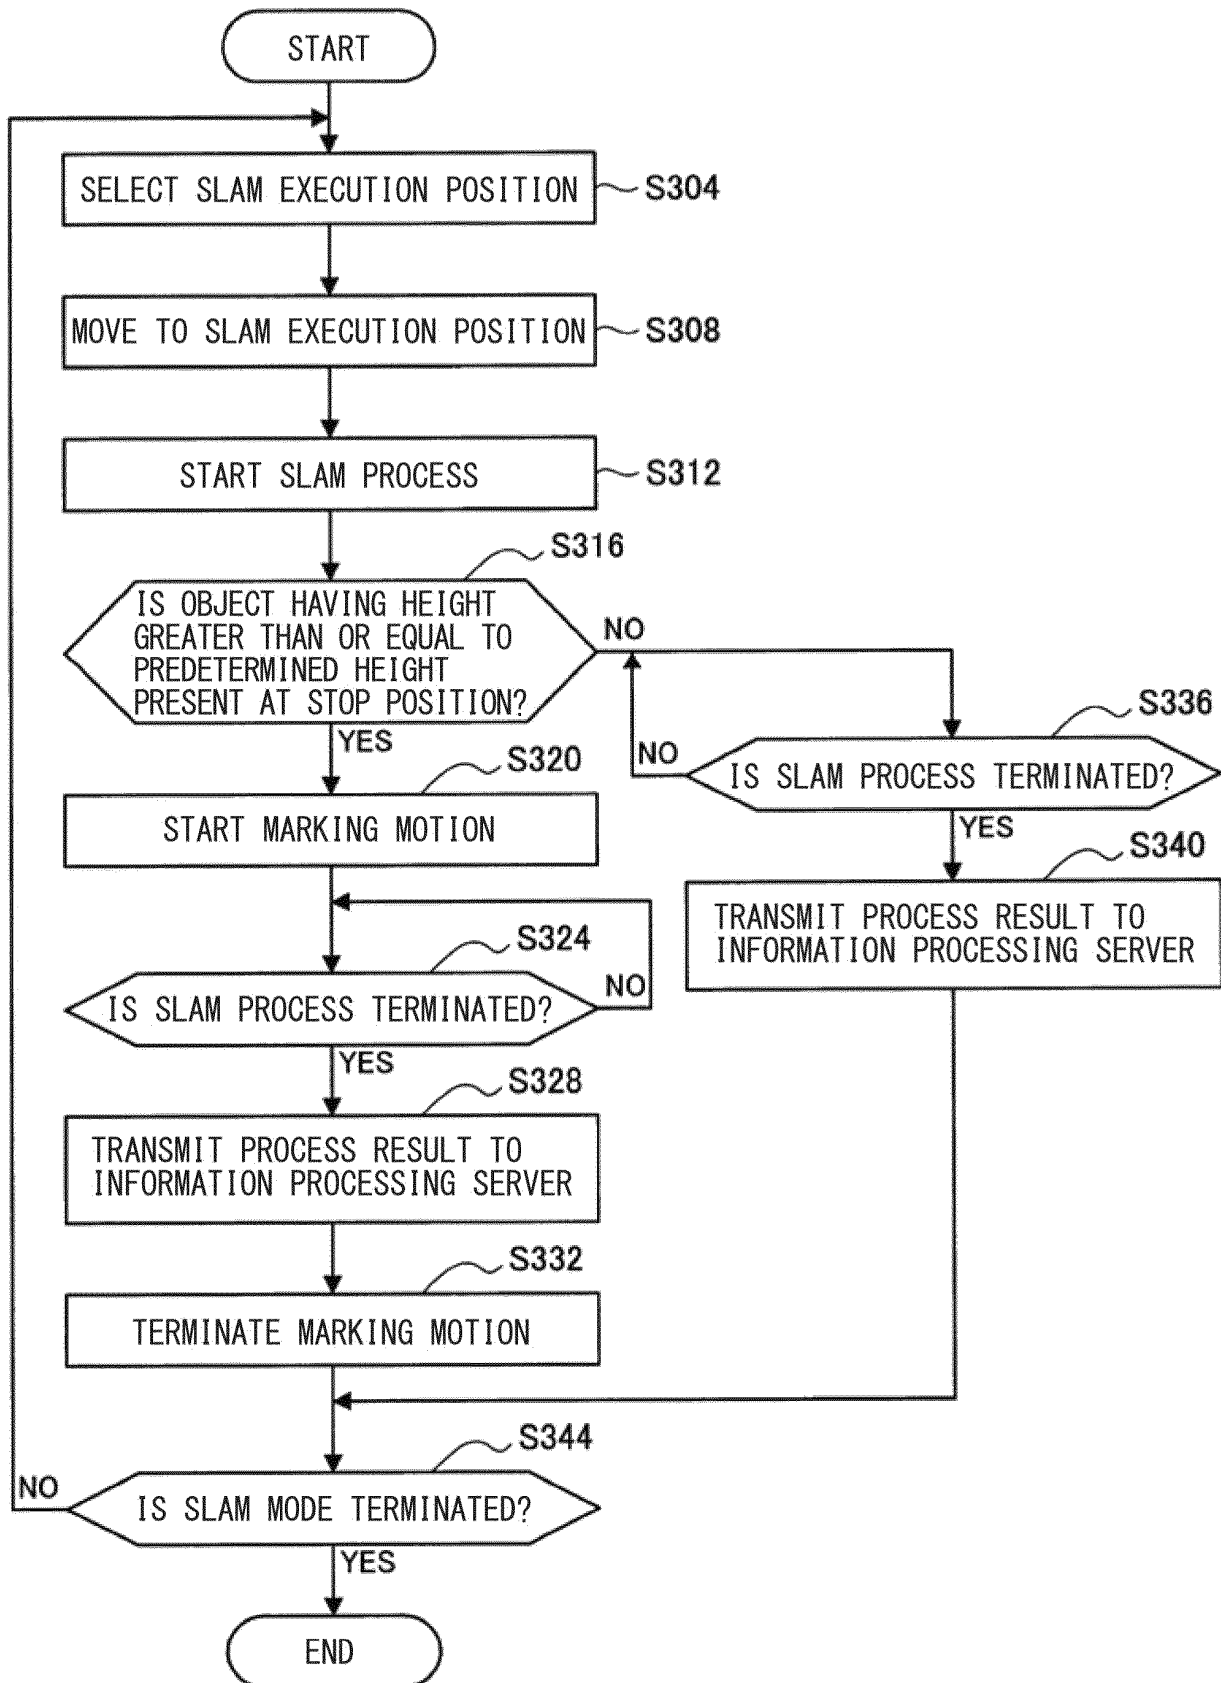 START
SELECT SLAM EXECUTION POSITION
S304
MOVE TO SLAM EXECUTION POSITION
S308
START SLAM PROCESS
S312
S316
IS OBJECT HAVING HEIGHT
GREATER THAN OR EQUAL TO
PREDETERMINED HEIGHT
PRESENT AT STOP POSITION?
NO
YES
S336
NO
IS SLAM PROCESS TERMINATED?
YES
S320
START MARKING MOTION
S340
TRANSMIT PROCESS RESULT TO
INFORMATION PROCESSING SERVER
S324
IS SLAM PROCESS TERMINATED?
NO
YES
S328
TRANSMIT PROCESS RESULT TO
INFORMATION PROCESSING SERVER
S332
TERMINATE MARKING MOTION
S344
NO
IS SLAM MODE TERMINATED?
YES
END